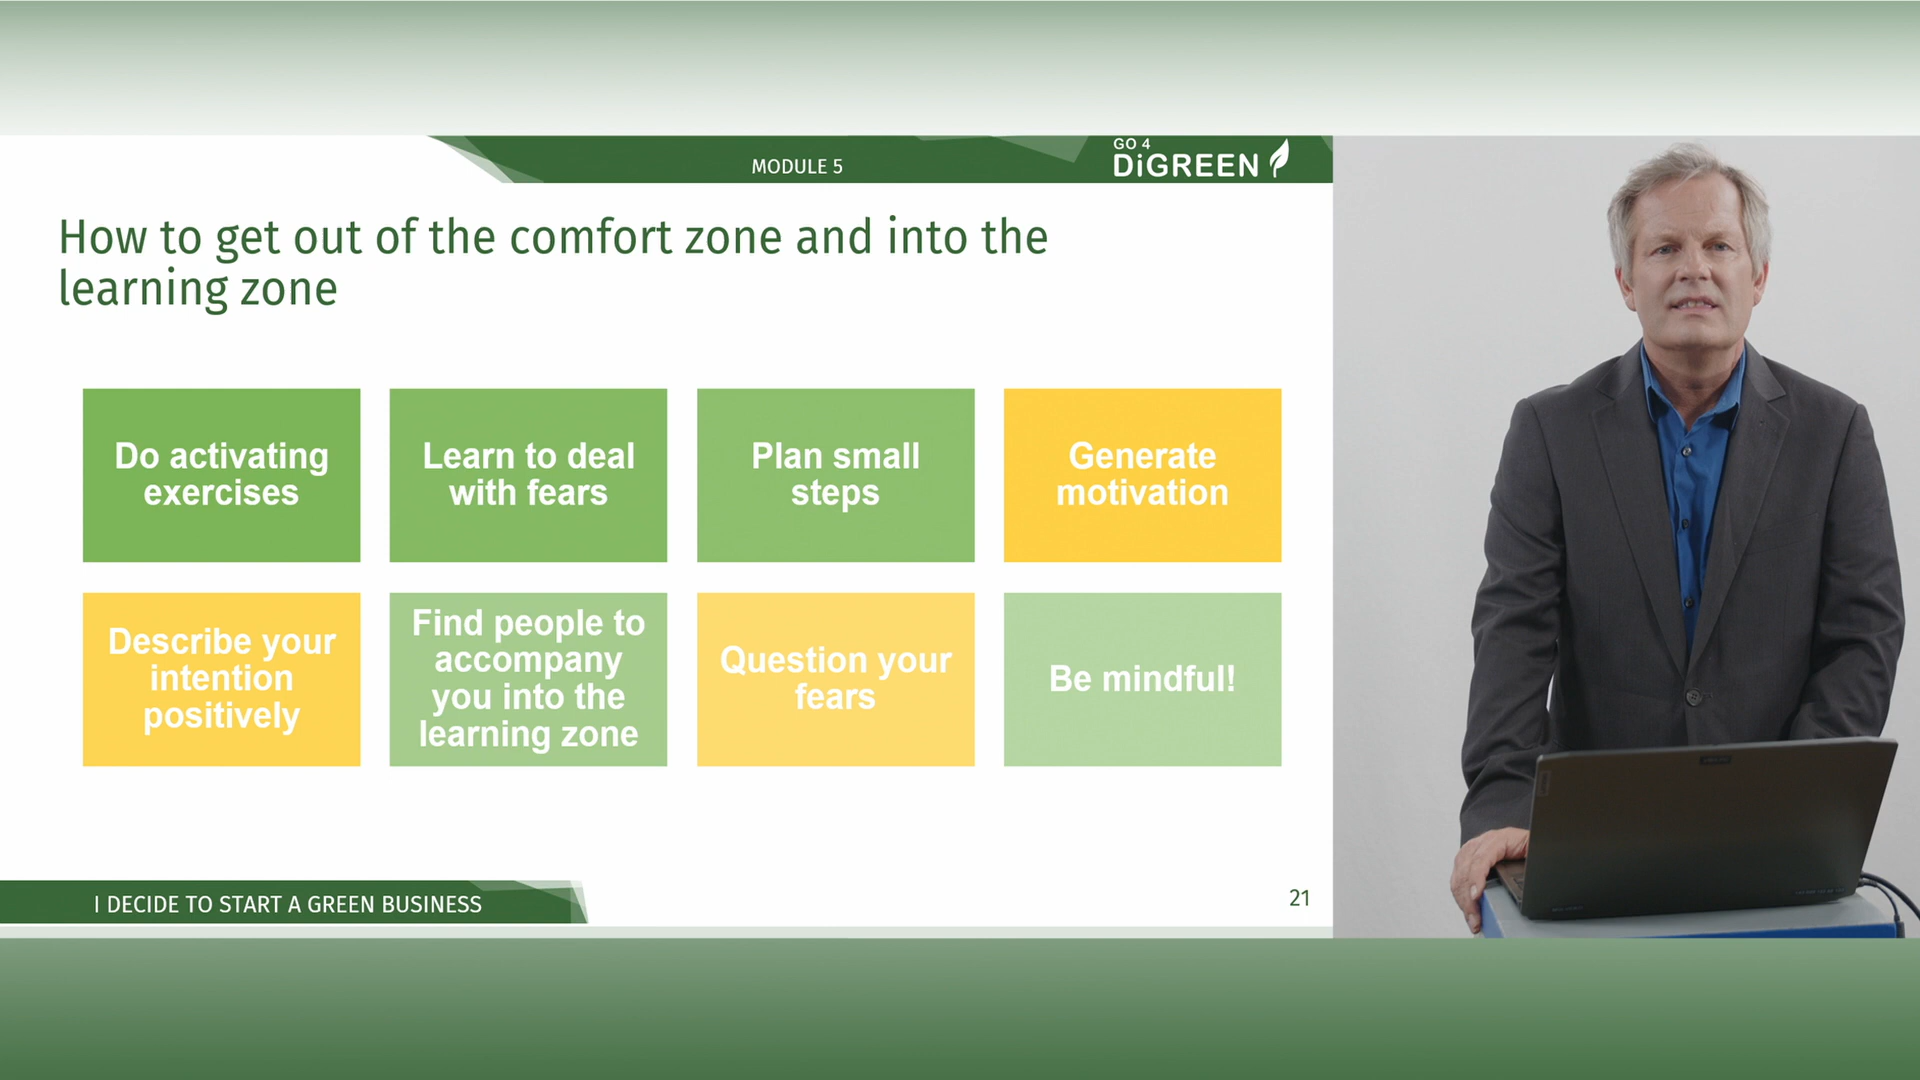 MODULE 5
GO 4
DiGREEN
How to get out of the comfort zone and into the
learning zone
Do activating
exercises
Learn to deal
with fears
Plan small
steps
Generate
motivation
Describe your
intention
positively
Find people to
accompany
you into the
learning zone
Question your
fears
Be mindful!
I DECIDE TO START A GREEN BUSINESS
21